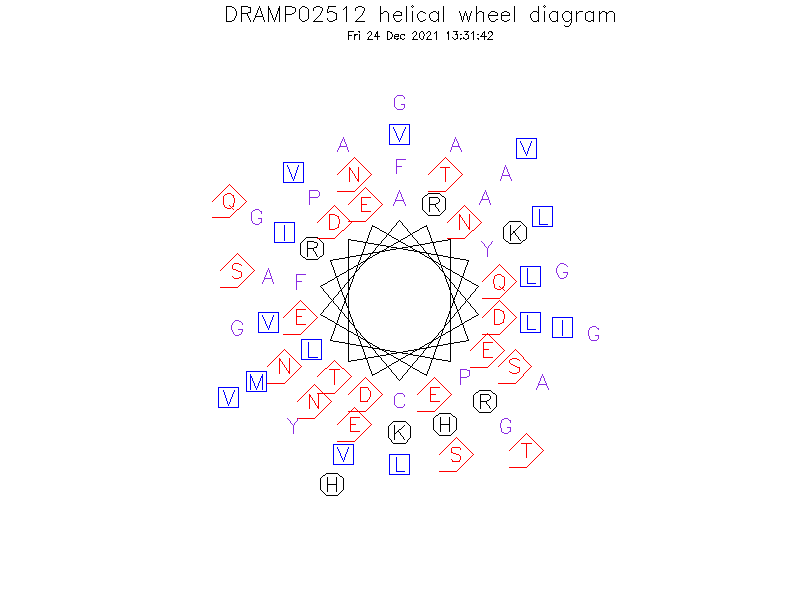 DRAMP02512 helical wheel diagram
Fri 24 Dec 2021 13:31:42
G
V
A A V
V N F T A
Q P E A R A
G D N L
I K
R Y
S A F Q L G
G V E D L I G
L E
N S
M T P A
V N D C E R
Y E K H G
V L S T
H